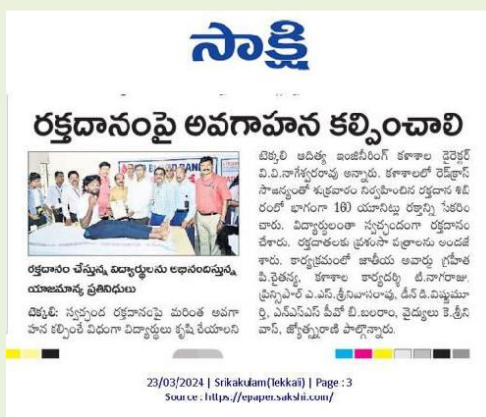 సాక్షి
రక్తదానంపై అవగాహన కల్పించాలి
రక్తదానం చేస్తున్న విద్యార్థులను అభినందిస్తున్న
యాజమాన్య ప్రతినిధులు
టెక్కలి: స్వచ్ఛంద రక్తదానంపై మరింత అవగా
హన కల్పించే విధంగా విద్యార్థులు కృషి చేయాలని
టెక్కలి ఆదిత్య ఇంజినీరింగ్ కళాశాల డైరెక్టర్
వి.వి.నాగేశ్వరరావు అన్నారు. కళాశాలలో రెడ్‌క్రాస్
సౌజన్యంతో శుక్రవారం నిర్వహించిన రక్తదాన శిబి
రంలో భాగంగా 160 యూనిట్లు రక్తాన్ని సేకరిం
చారు. విద్యార్థులంతా స్వచ్ఛందంగా రక్తదానం
చేశారు. రక్తదాతలకు ప్రశంసా పత్రాలను అందజే
శారు. కార్యక్రమంలో జాతీయ అవార్డు గ్రహీత
పి.చైతన్య, కళాశాల కార్యదర్శి టి.నాగరాజు,
ప్రిన్సిపాల్ ఎ.ఎస్.శ్రీనివాసరావు, డీన్ డి.విష్ణుమూ
ర్తి, ఎన్ఎస్ఎస్ పీవో బి.బలరాం, వైద్యులు కె.శ్రీని
వాస్, జ్యోత్స్నరాణి పాల్గొన్నారు.
23/03/2024 | Srikakulam(Tekkali) | Page : 3
Source : https://epaper.sakshi.com/